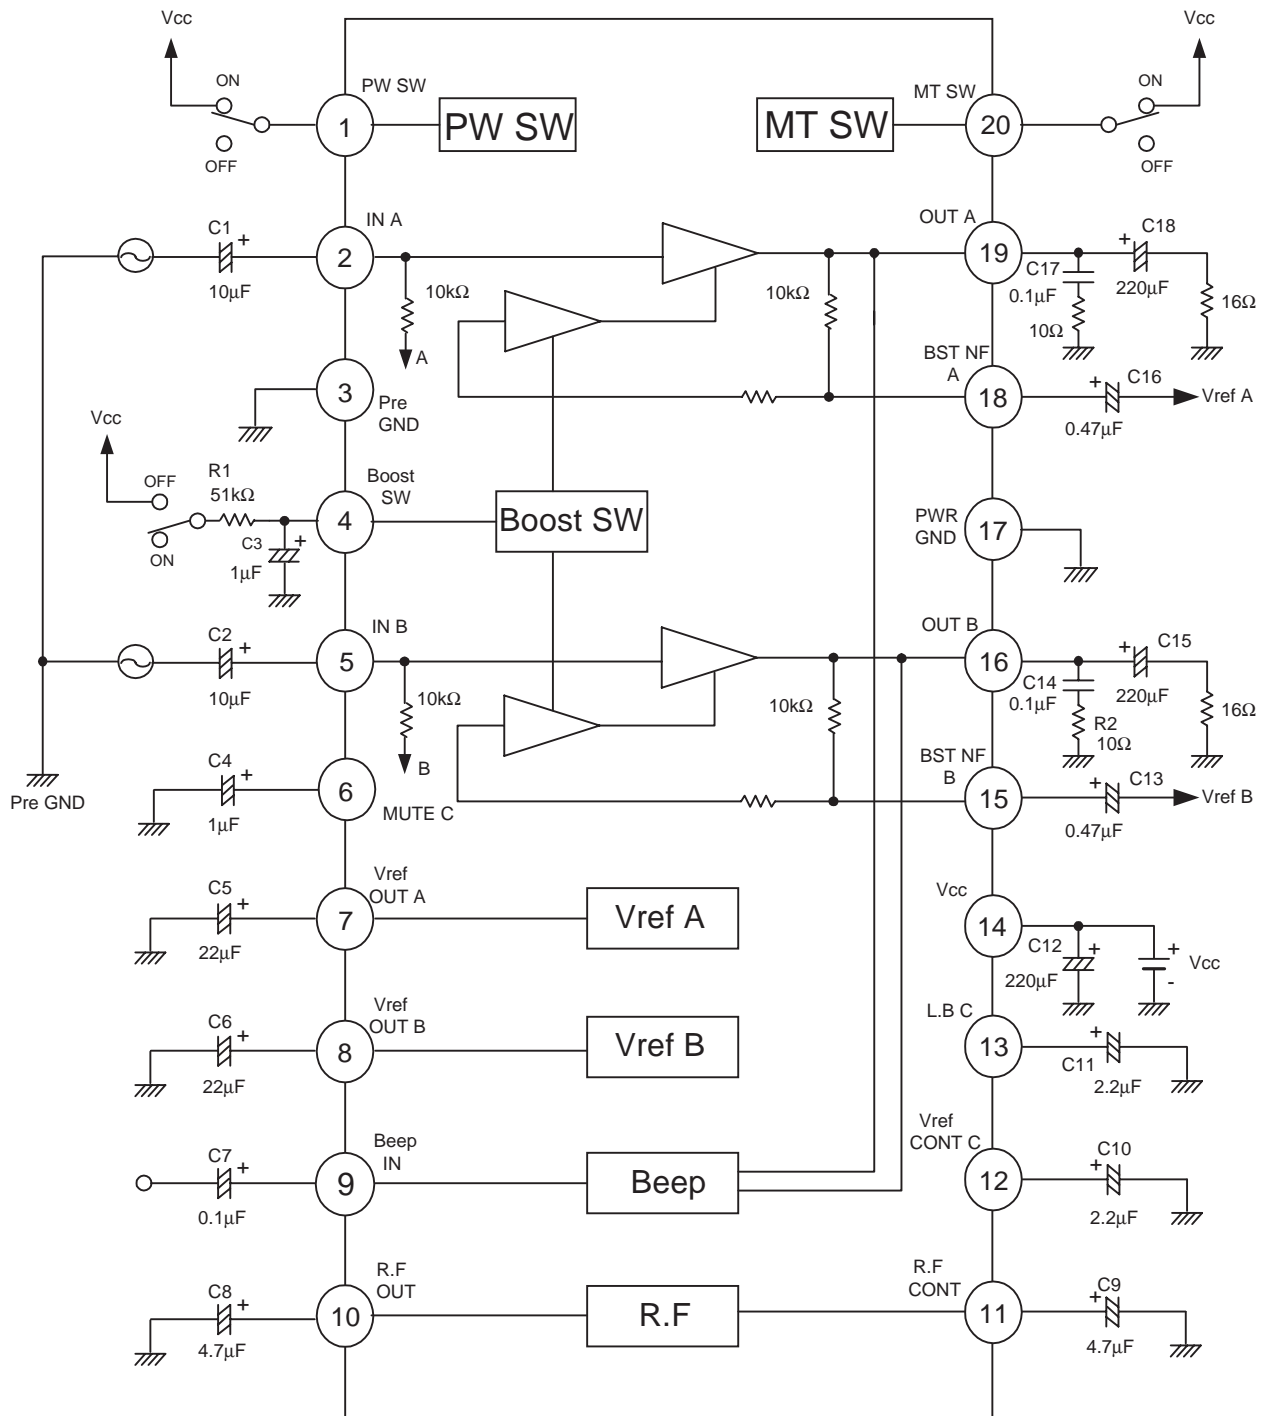 Vcc
Vcc
ON
PW SW
MT SW
ON
1
PW SW
MT SW
20
OFF
OFF
C1
IN A
OUT A
C18
+
2
19
+
10µF
10kΩ
10kΩ
C17
0.1µF
220µF
16Ω
10Ω
A
BST NF
A
3
Pre
GND
18
+
C16
Vref A
0.47µF
Vcc
OFF
R1
51kΩ
Boost
SW
4
Boost SW
PWR
GND
17
ON
C3
+
1µF
C2
IN B
OUT B
C15
+
5
16
+
10µF
10kΩ
10kΩ
C14
0.1µF
220µF
16Ω
R2
10Ω
B
BST NF
B
C4
+
6
Pre GND
1µF
MUTE C
15
+
C13
Vref B
0.47µF
Vref
OUT A
C5
+
7
Vref A
22µF
Vcc
14
C12
+
220µF
+
Vcc
-
Vref
OUT B
C6
+
8
Vref B
22µF
L.B C
13
+
C11
2.2µF
Beep
IN
C7
+
9
Beep
0.1µF
Vref
CONT C
12
+
C10
2.2µF
R.F
OUT
C8
+
10
R.F
4.7µF
R.F
CONT
11
+
C9
4.7µF